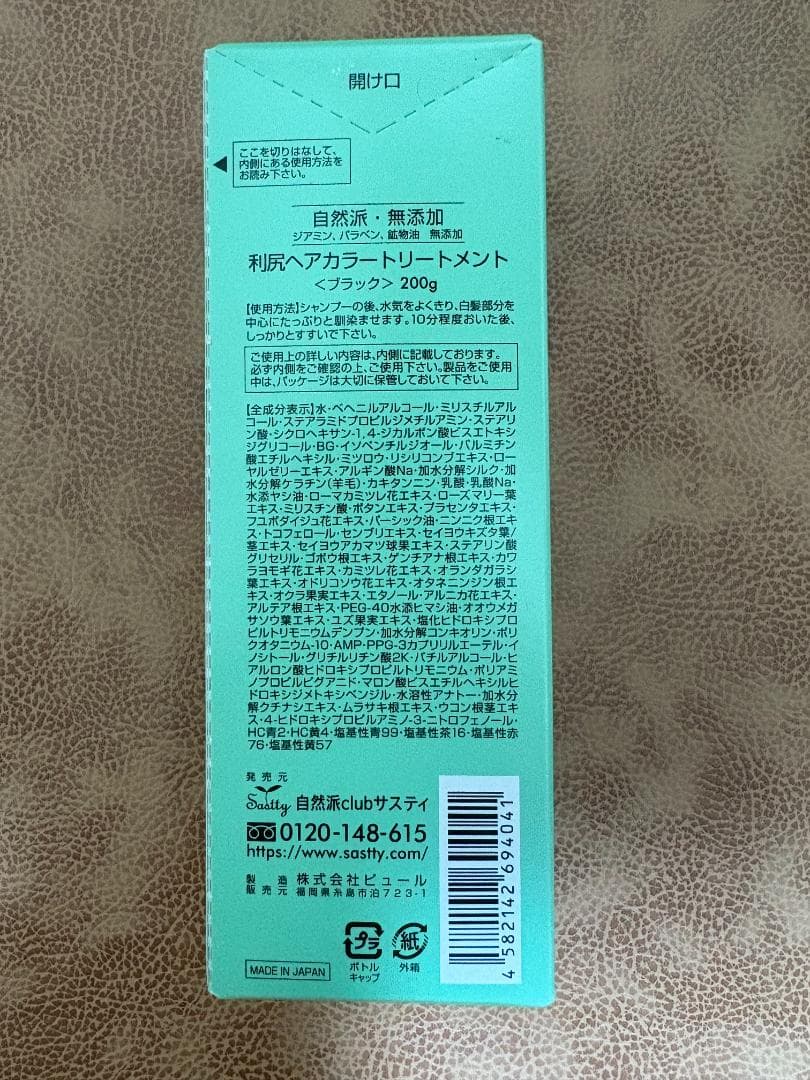 開け口
ここを切りはなして、
内側にある使用方法を
お読み下さい。
自然派・無添加
ジアミン、パラベン、鉱物油 無添加
利尻ヘアカラートリートメント
＜ブラック＞ 200g
【使用方法】シャンプーの後、水気をよくきり、白髪部分を
中心にたっぷりと馴染ませます。10分程度おいた後、
しっかりとすすいで下さい。
ご使用上の詳しい内容は、内側に記載しております。
必ず内側をご確認の上、ご使用下さい。製品をご使用
中は、パッケージは大切に保管しておいて下さい。
【全成分表示】水・ベヘニルアルコール・ミリスチルアル
コール・ステアラミドプロピルジメチルアミン・ステアリ
ン酸・シクロヘキサン-1,4-ジカルボン酸ビスエトキシ
ジグリコール・BG・イソペンチルジオール・パルミチン
酸エチルヘキシル・ミツロウ・リシリコンブエキス・ロー
ヤルゼリーエキス・アルギン酸Na・加水分解シルク・加
水分解ケラチン(羊毛)・カキタンニン・乳酸・乳酸Na・
水添ヤシ油・ローマカミツレ花エキス・ローズマリー葉
エキス・ミリスチン酸・ボタンエキス・プラセンタエキス・
フユボダイジュ花エキス・パーシック油・ニンニク根エキ
ス・トコフェロール・センブリエキス・セイヨウキズタ葉/
茎エキス・セイヨウアカマツ球果エキス・ステアリン酸
グリセリル・ゴボウ根エキス・ゲンチアナ根エキス・カワ
ラヨモギ花エキス・カミツレ花エキス・オランダガラシ
葉エキス・オドリコソウ花エキス・オタネニンジン根エ
キス・オクラ果実エキス・エタノール・アルニカ花エキス・
アルテア根エキス・PEG-40水添ヒマシ油・オオウメガ
サソウ葉エキス・ユズ果実エキス・塩化ヒドロキシプロ
ピルトリモニウムデンプン・加水分解コンキオリン・ポリ
クオタニウム-10・AMP・PPG-3カプリリルエーテル・イ
ノシトール・グリチルリチン酸2K・バチルアルコール・ヒ
アルロン酸ヒドロキシプロピルトリモニウム・ポリアミ
ノプロピルビグアニド・マロン酸ビスエチルヘキシルヒ
ドロキシジメトキシベンジル・水溶性アナトー・加水分
解クチナシエキス・ムラサキ根エキス・ウコン根茎エキ
ス・4-ヒドロキシプロピルアミノ-3-ニトロフェノール・
HC青2・HC黄4・塩基性青99・塩基性茶16・塩基性赤
76・塩基性黄57
発売元
Sastty 自然派clubサスティ
0120-148-615
https://www.sastty.com/
製造
販売元 株式会社ピュール
福岡県糸島市泊723-1
プラ
ボトル
キャップ
紙
外箱
MADE IN JAPAN
4 582142 694041